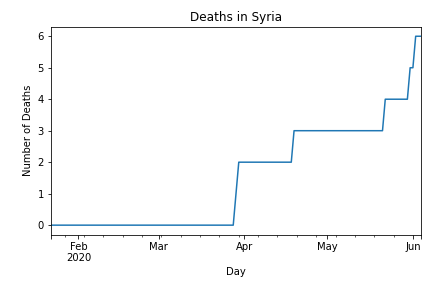 Deaths in Syria
6
5
4
3
2
1
0
Number of Deaths
Feb
2020
Mar
Apr
May
Jun
Day